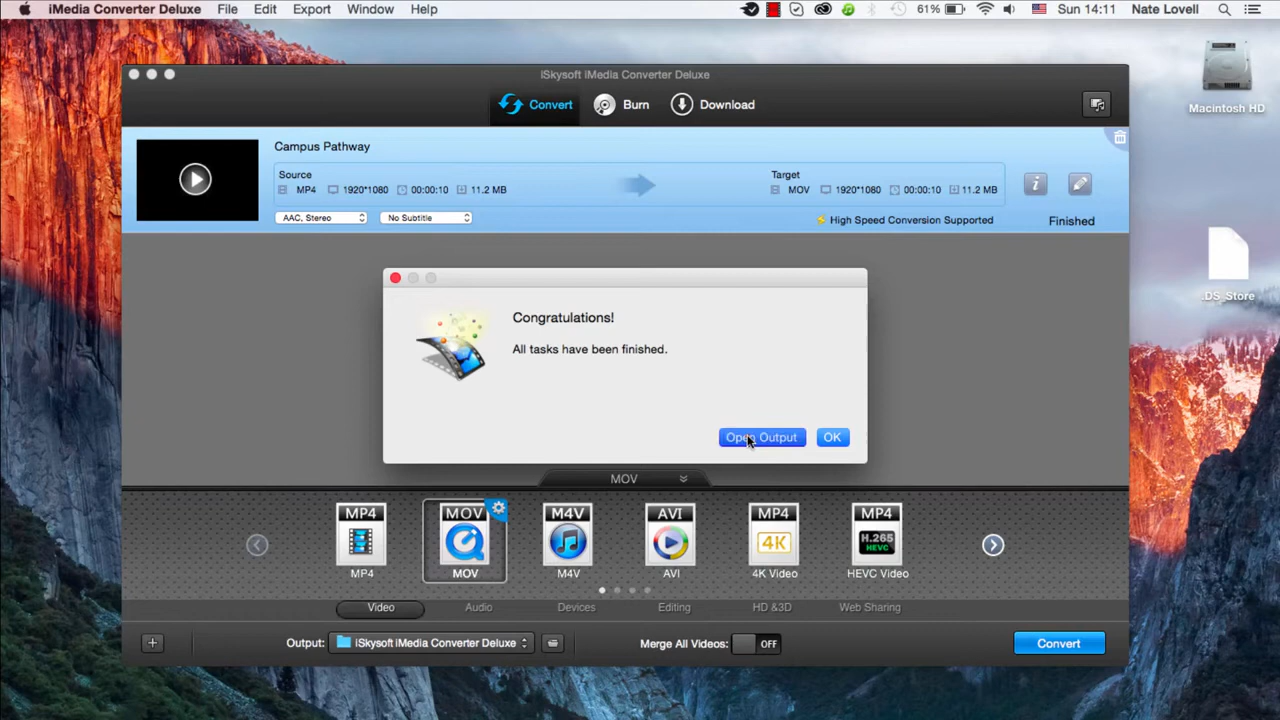 iMedia Converter Deluxe File Edit Export Window Help 61% Sun 14:11 Nate Lovell
iSkysoft iMedia Converter Deluxe
Convert Burn Download
Macintosh HD
Campus Pathway
Source Target
MP4 1920*1080 00:00:10 11.2 MB MOV 1920*1080 00:00:10 11.2 MB
AAC, Stereo No Subtitle High Speed Conversion Supported Finished
.DS_Store
Congratulations!
All tasks have been finished.
Open Output OK
MOV
MP4 MOV M4V AVI MP4 MP4
4K H.265
HEVC
MP4 MOV M4V AVI 4K Video HEVC Video
Video Audio Devices Editing HD &3D Web Sharing
Output: iSkysoft iMedia Converter Deluxe Merge All Videos: OFF Convert